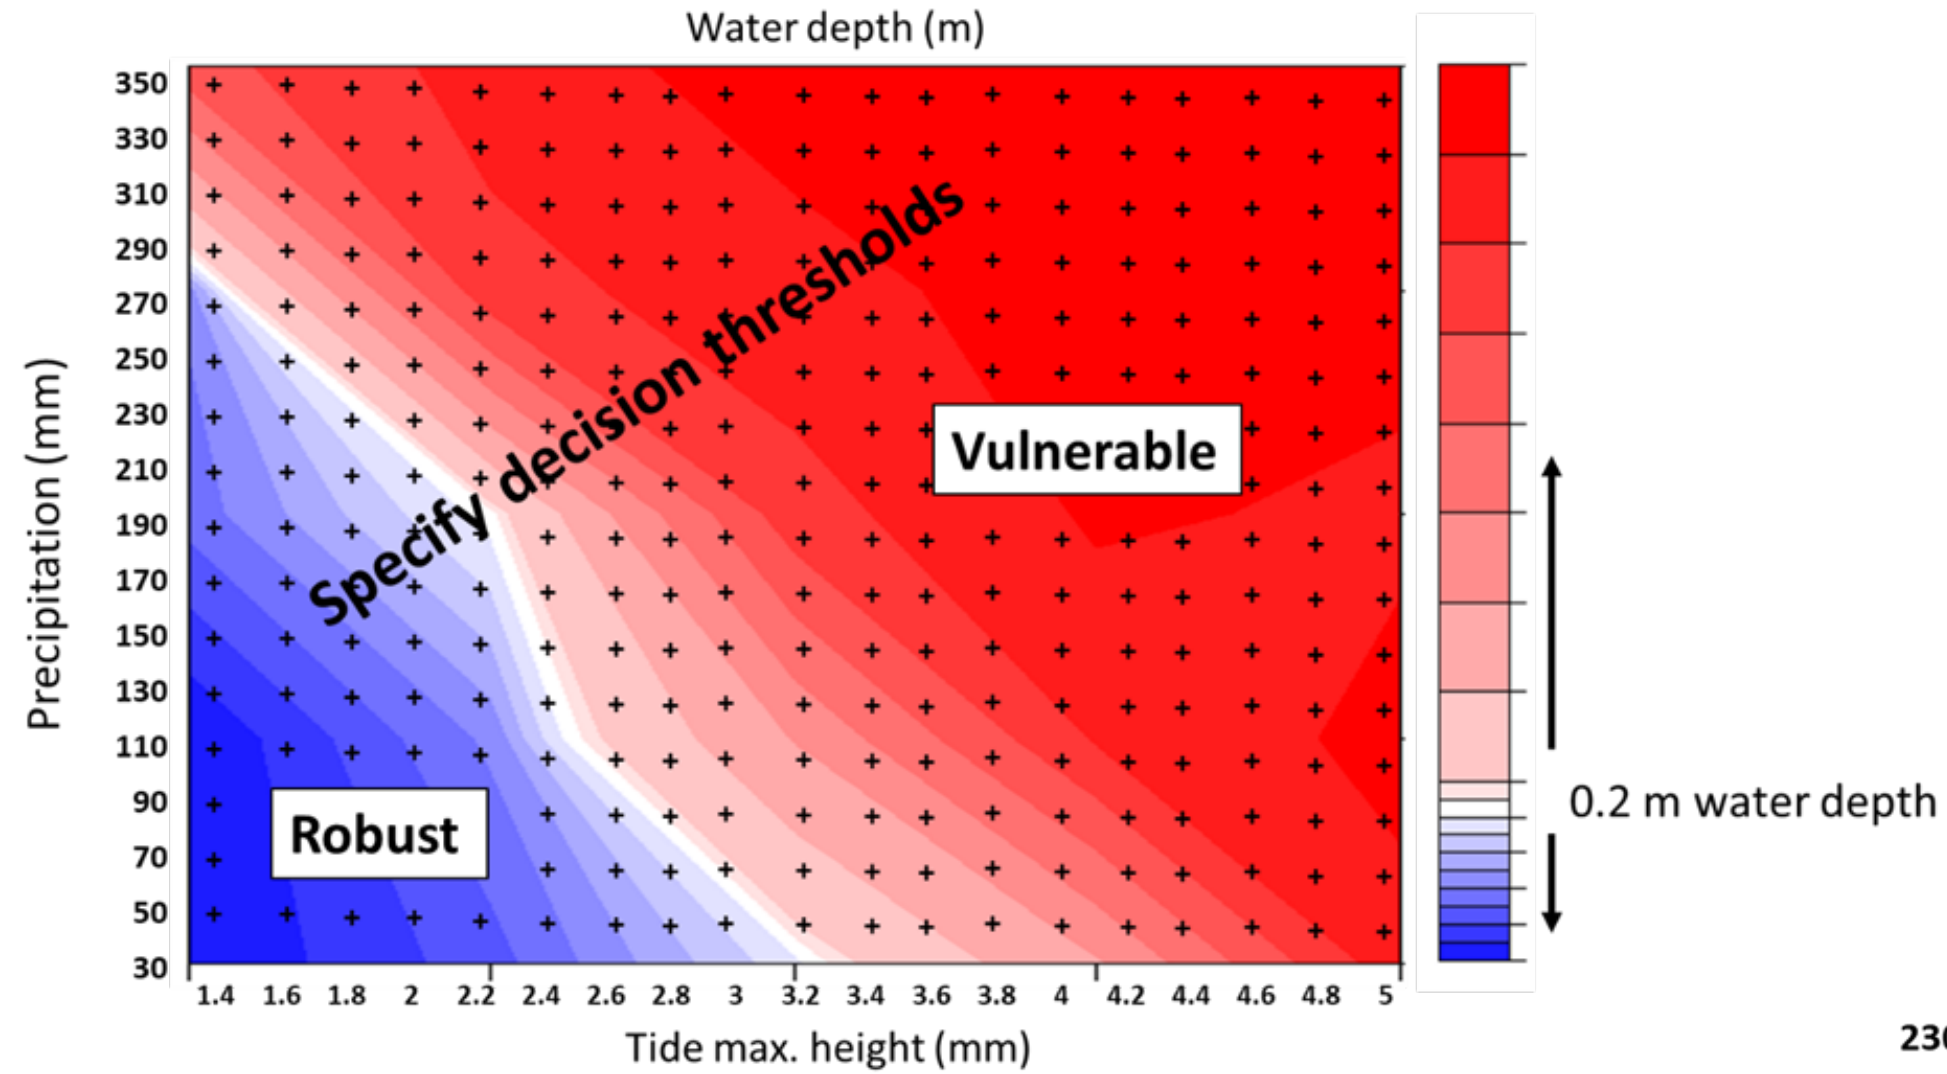 Water depth (m)
350
330
310
290
270
250
230
210
190
170
150
130
110
90
70
50
30
Precipitation (mm)
Specify decision thresholds
Vulnerable
Robust
0.2 m water depth
1.4 1.6 1.8 2 2.2 2.4 2.6 2.8 3 3.2 3.4 3.6 3.8 4 4.2 4.4 4.6 4.8 5
Tide max. height (mm)